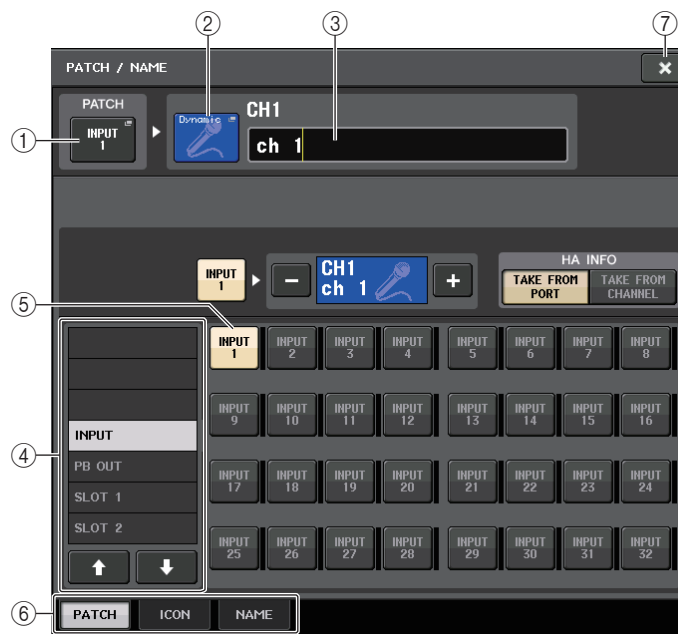 ② ③ ⑦
PATCH / NAME
×
PATCH
① INPUT 1
Dynamic
CH1
ch 1
INPUT 1
−
CH1
ch 1
+
HA INFO
TAKE FROM PORT
TAKE FROM CHANNEL
⑤
④
INPUT
PB OUT
SLOT 1
SLOT 2
INPUT 1 INPUT 2 INPUT 3 INPUT 4 INPUT 5 INPUT 6 INPUT 7 INPUT 8
INPUT 9 INPUT 10 INPUT 11 INPUT 12 INPUT 13 INPUT 14 INPUT 15 INPUT 16
INPUT 17 INPUT 18 INPUT 19 INPUT 20 INPUT 21 INPUT 22 INPUT 23 INPUT 24
INPUT 25 INPUT 26 INPUT 27 INPUT 28 INPUT 29 INPUT 30 INPUT 31 INPUT 32
⑥ PATCH ICON NAME